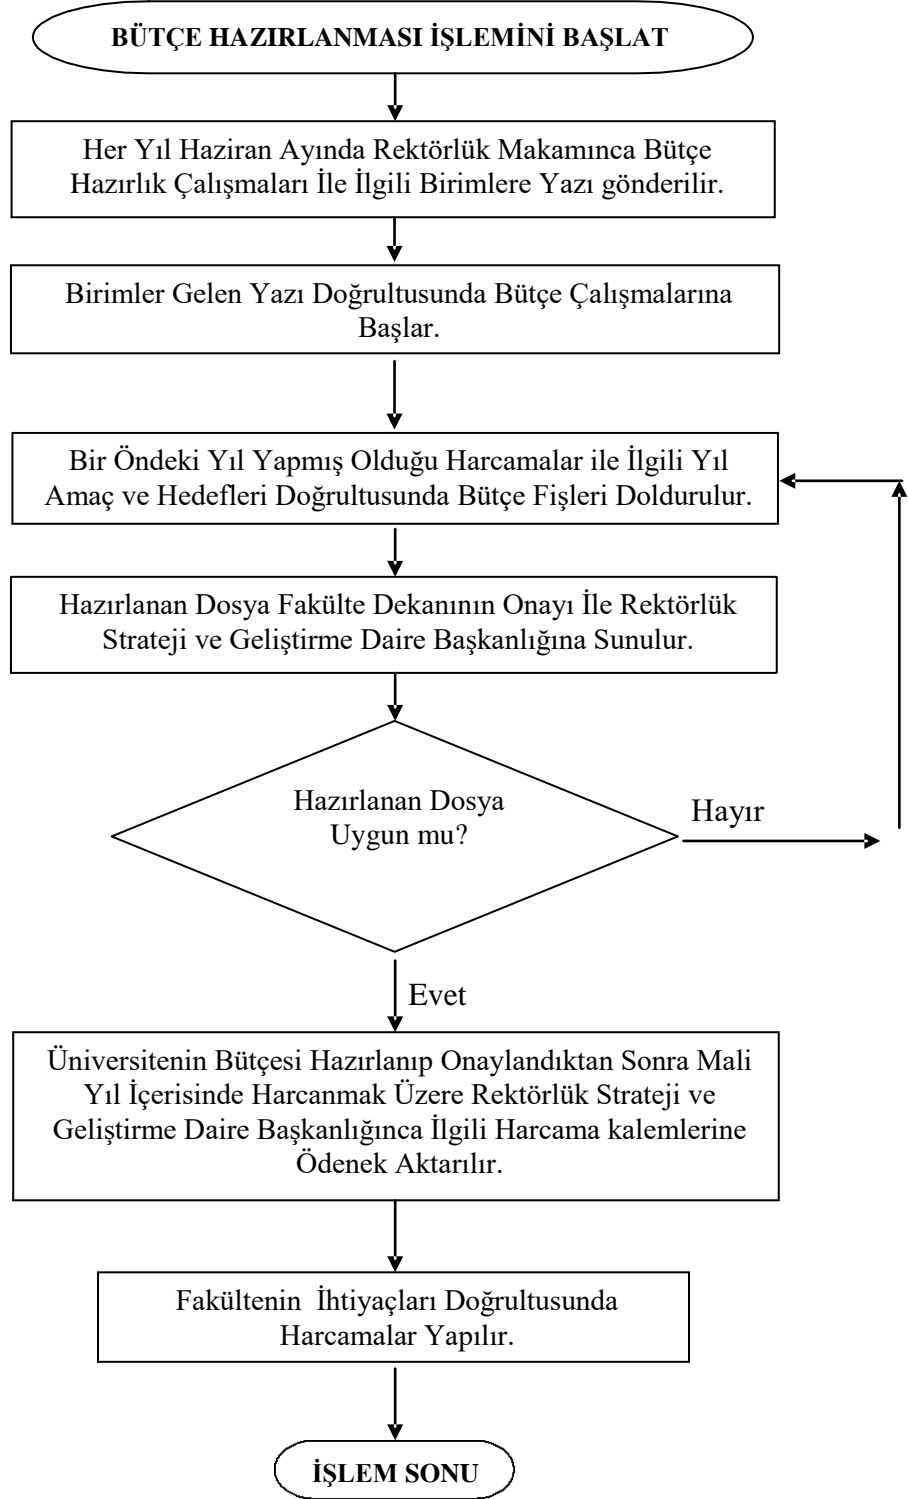 BÜTÇE HAZIRLANMASI İŞLEMİNİ BAŞLAT
Her Yıl Haziran Ayında Rektörlük Makamınca Bütçe
Hazırlık Çalışmaları İle İlgili Birimlere Yazı gönderilir.
Birimler Gelen Yazı Doğrultusunda Bütçe Çalışmalarına
Başlar.
Bir Öndeki Yıl Yapmış Olduğu Harcamalar ile İlgili Yıl
Amaç ve Hedefleri Doğrultusunda Bütçe Fişleri Doldurulur.
Hazırlanan Dosya Fakülte Dekanının Onayı İle Rektörlük
Strateji ve Geliştirme Daire Başkanlığına Sunulur.
Hazırlanan Dosya
Uygun mu?
Hayır
Evet
Üniversitenin Bütçesi Hazırlanıp Onaylandıktan Sonra Mali
Yıl İçerisinde Harcanmak Üzere Rektörlük Strateji ve
Geliştirme Daire Başkanlığınca İlgili Harcama kalemlerine
Ödenek Aktarılır.
Fakültenin İhtiyaçları Doğrultusunda
Harcamalar Yapılır.
İŞLEM SONU